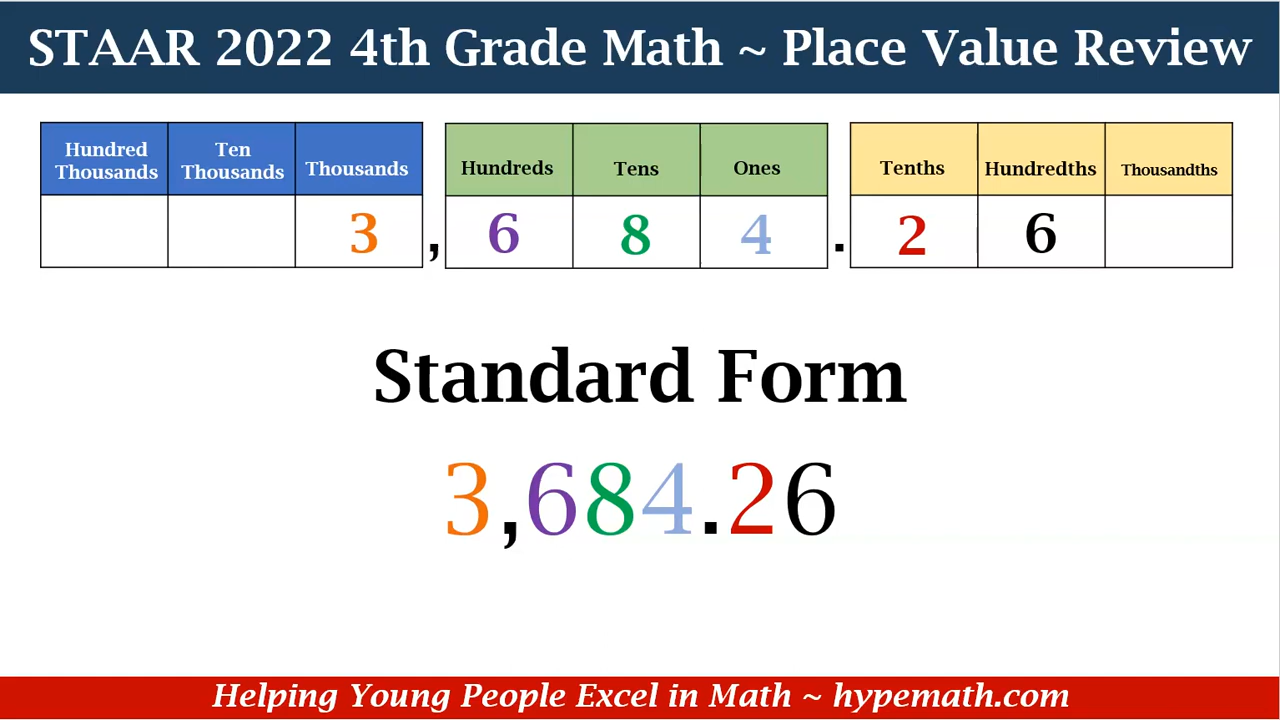 STAAR 2022 4th Grade Math ~ Place Value Review
Hundred Thousands Ten Thousands Thousands Hundreds Tens Ones Tenths Hundredths Thousandths
3 , 6 8 4 . 2 6
Standard Form
3,684.26
Helping Young People Excel in Math ~ hypemath.com